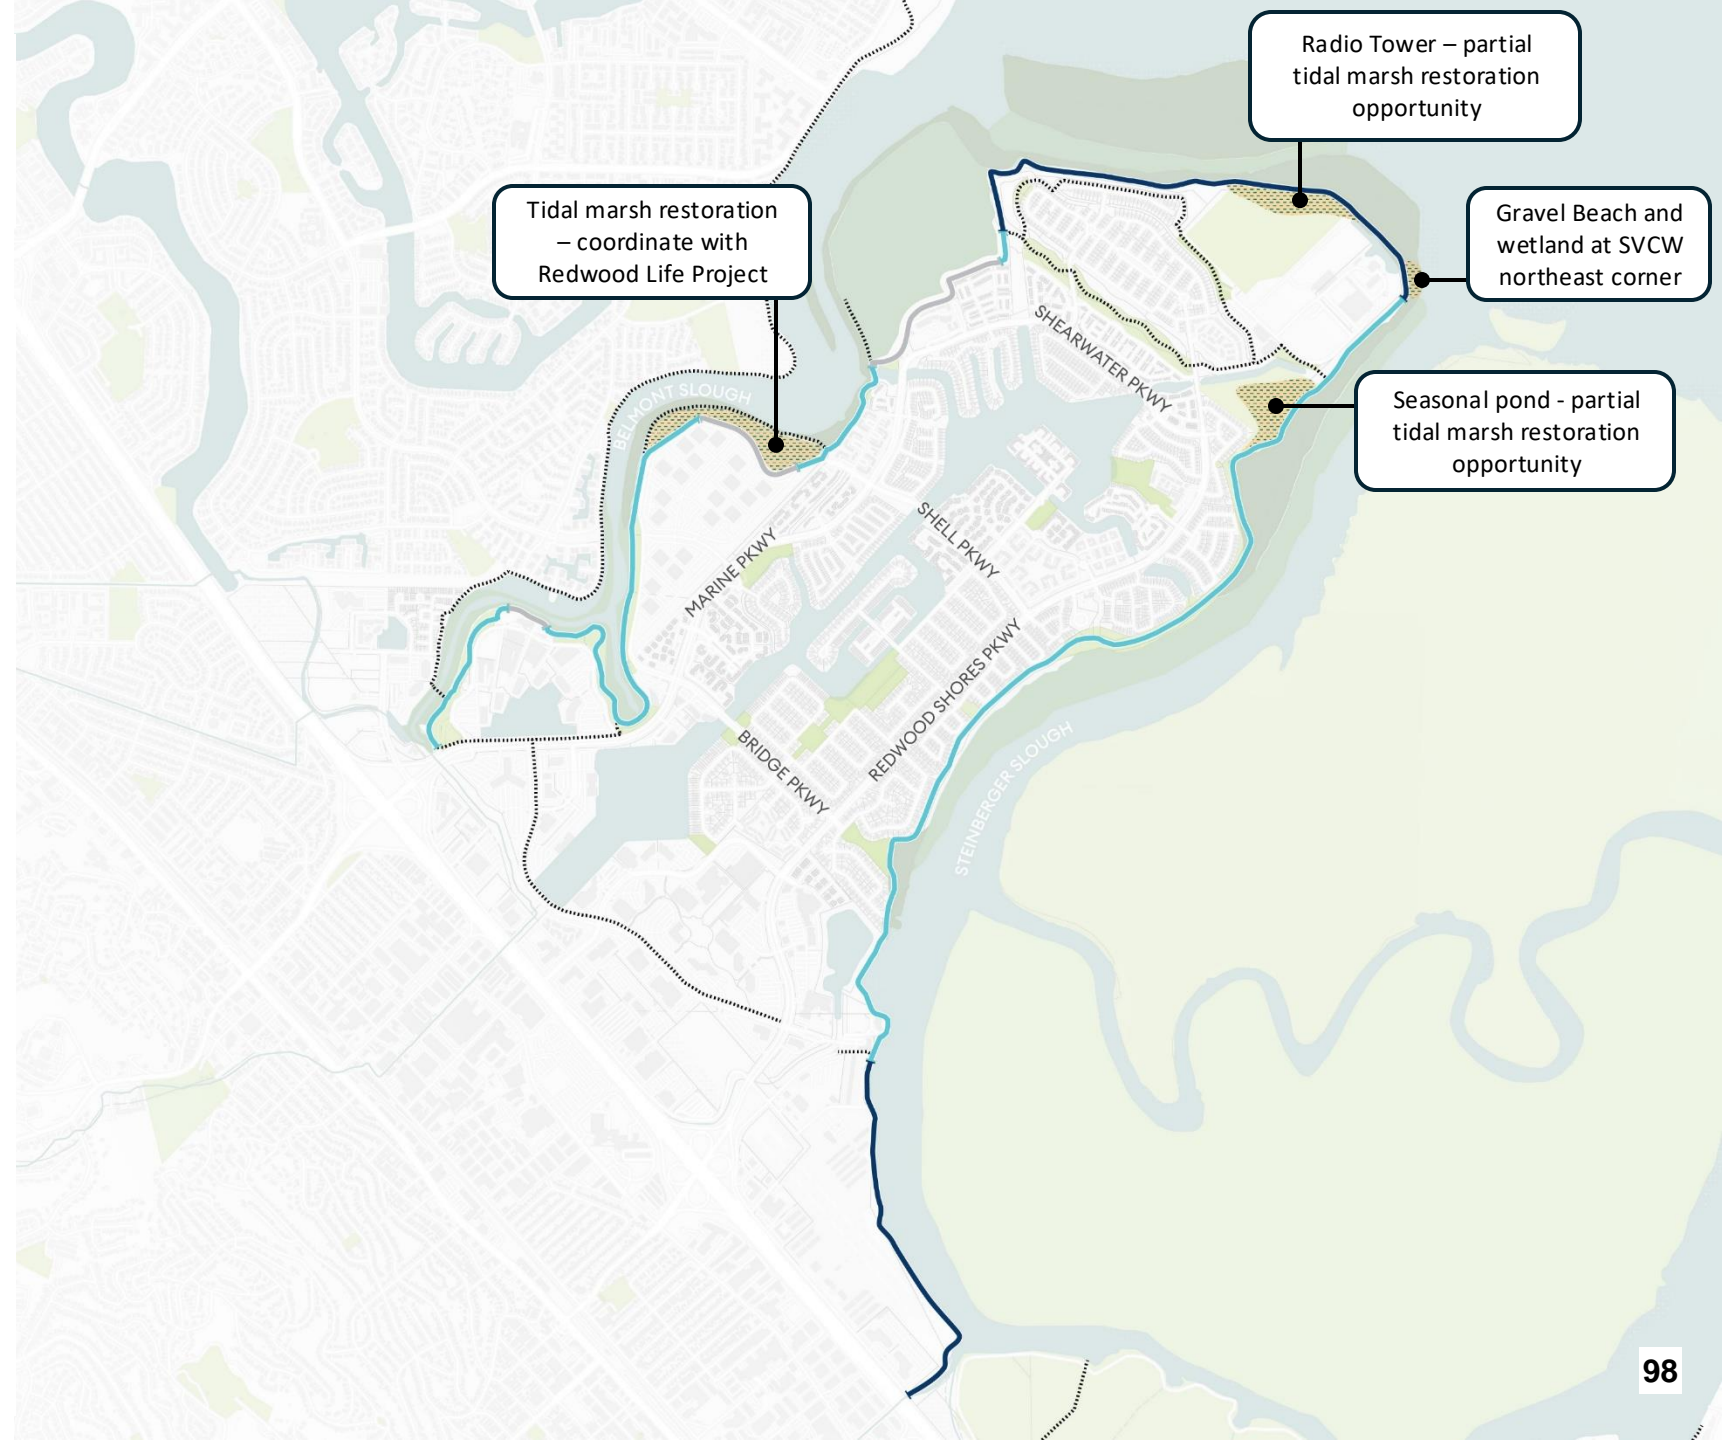 Radio Tower – partial
tidal marsh restoration
opportunity
Tidal marsh restoration
– coordinate with
Redwood Life Project
Gravel Beach and
wetland at SVCW
northeast corner
Seasonal pond - partial
tidal marsh restoration
opportunity
BELMONT SLOUGH
SHEARWATER PKWY
SHELL PKWY
MARINE PKWY
REDWOOD SHORES PKWY
BRIDGE PKWY
STEINBERGER SLOUGH
98